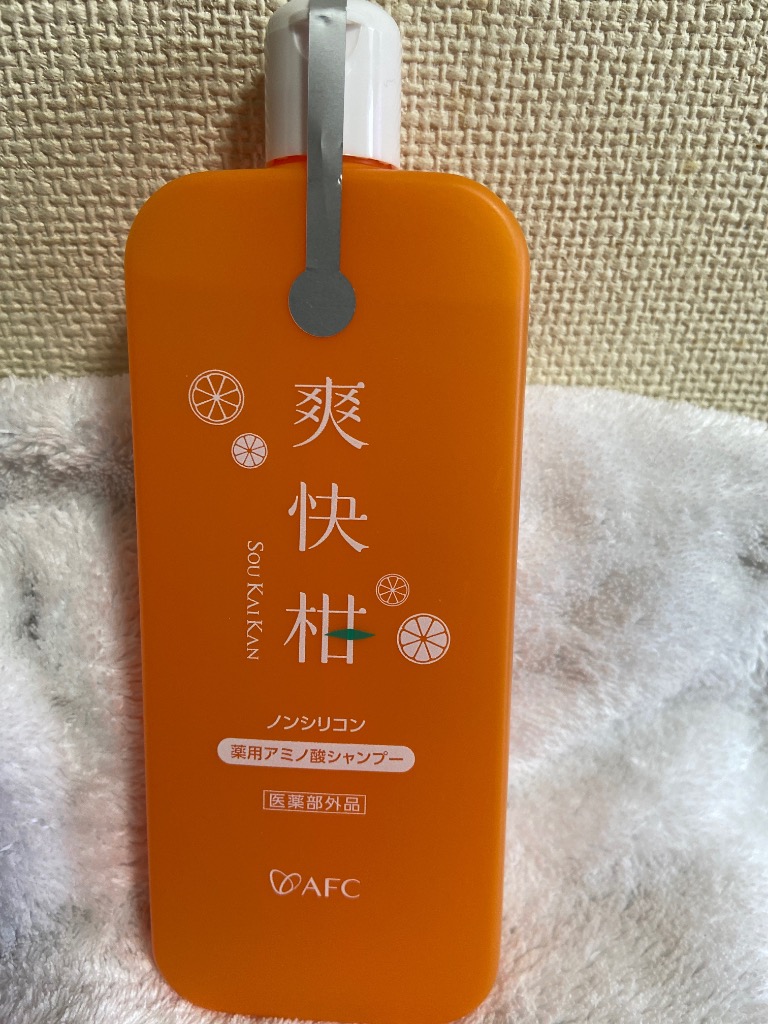 爽快柑
SOU KAI KAN
ノンシリコン
薬用アミノ酸シャンプー
医薬部外品
AFC